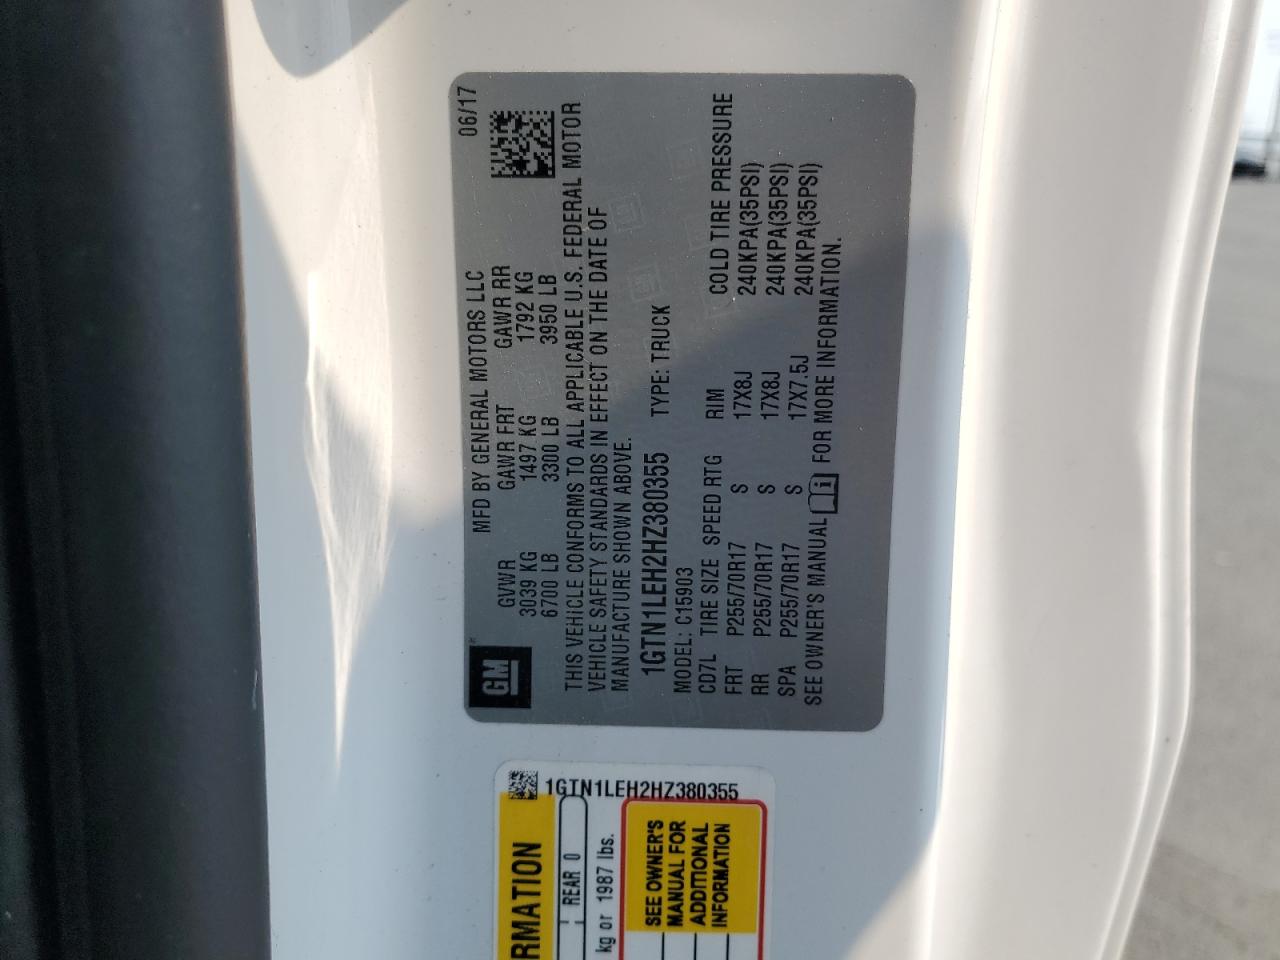 MFD BY GENERAL MOTORS LLC 06/17
GM
GVWR GAWR FRT GAWR RR
3039 KG 1497 KG 1792 KG
6700 LB 3300 LB 3950 LB
THIS VEHICLE CONFORMS TO ALL APPLICABLE U.S. FEDERAL MOTOR
VEHICLE SAFETY STANDARDS IN EFFECT ON THE DATE OF
MANUFACTURE SHOWN ABOVE.
1GTN1LEH2HZ380355 TYPE: TRUCK
MODEL: C15903
CD7L TIRE SIZE SPEED RTG RIM COLD TIRE PRESSURE
FRT P255/70R17 S 17X8J 240KPA(35PSI)
RR P255/70R17 S 17X8J 240KPA(35PSI)
SPA P255/70R17 S 17X7.5J 240KPA(35PSI)
SEE OWNER'S MANUAL FOR MORE INFORMATION.
1GTN1LEH2HZ380355
RMATION
REAR 0
kg or 1987 lbs.
SEE OWNER'S
MANUAL FOR
ADDITIONAL
INFORMATION